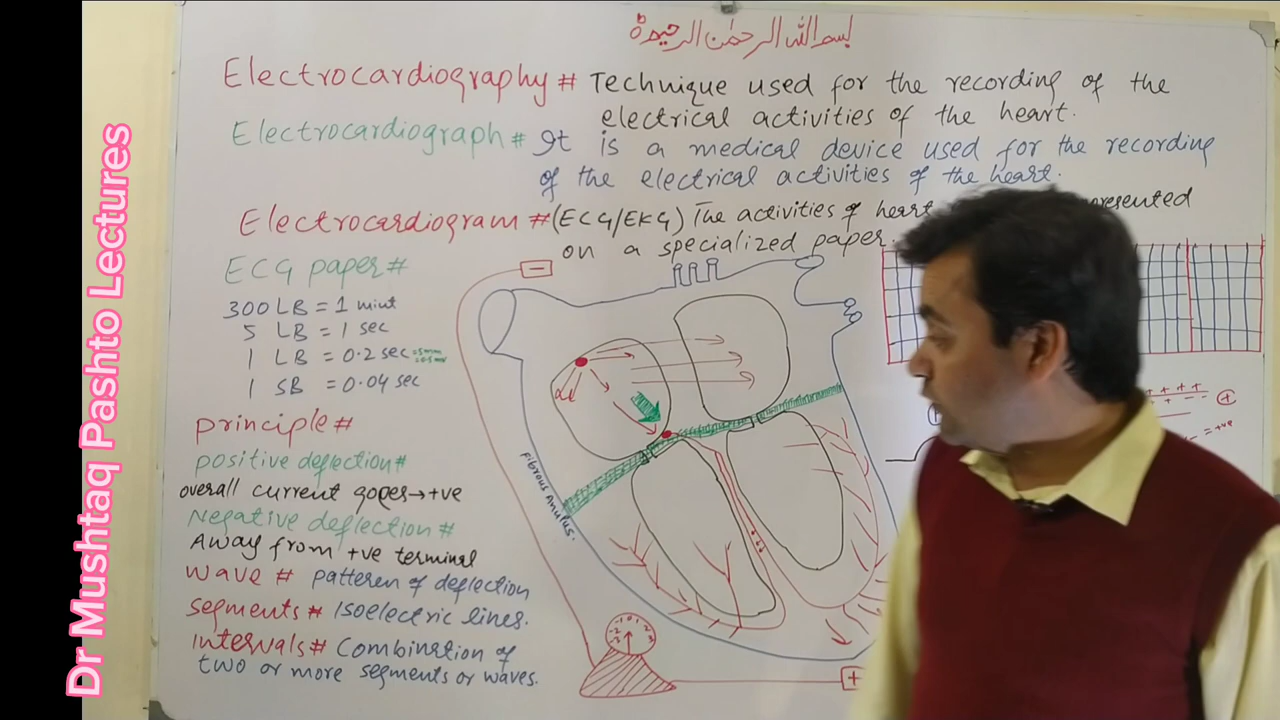 بسم اللہ الرحمٰن الرحیم
Electrocardiography # Technique used for the recording of the
electrical activities of the heart.
Electrocardiograph # It is a medical device used for the recording
of the electrical activities of the heart.
Electrocardiogram # (ECG/EKG) The activities of heart
on a specialized paper.
ECG paper #
300 LB = 1 mint
5 LB = 1 sec
1 LB = 0.2 sec
1 SB = 0.04 sec
principle #
positive deflection #
overall current goes → +ve
Negative deflection #
Away from +ve terminal
wave # patteren of deflection
segments # Isoelectric lines.
Intervals # Combination of
two or more segments or waves.
Fibrous Anulus.
−
+
Dr Mushtaq Pashto Lectures